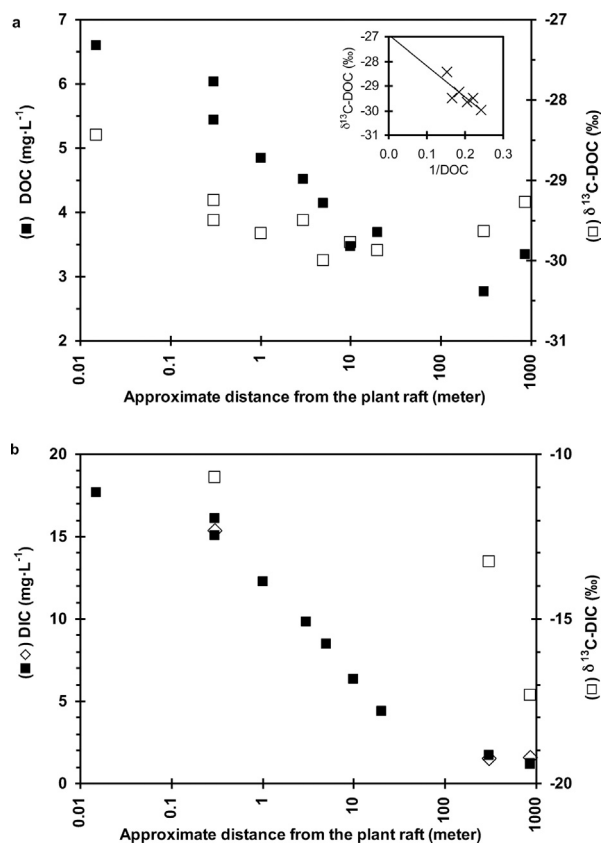 a
7
6
5
4
3
2
(■) DOC (mg·L⁻¹)
-27
-28
-29
-30
-31
(□) δ¹³C-DOC (‰)
-27
-28
-29
-30
-31
δ¹³C-DOC (‰)
0.0 0.1 0.2 0.3
1/DOC
0.01 0.1 1 10 100 1000
Approximate distance from the plant raft (meter)
b
20
15
10
5
0
(■◇) DIC (mg·L⁻¹)
-10
-15
-20
(□) δ¹³C-DIC (‰)
0.01 0.1 1 10 100 1000
Approximate distance from the plant raft (meter)